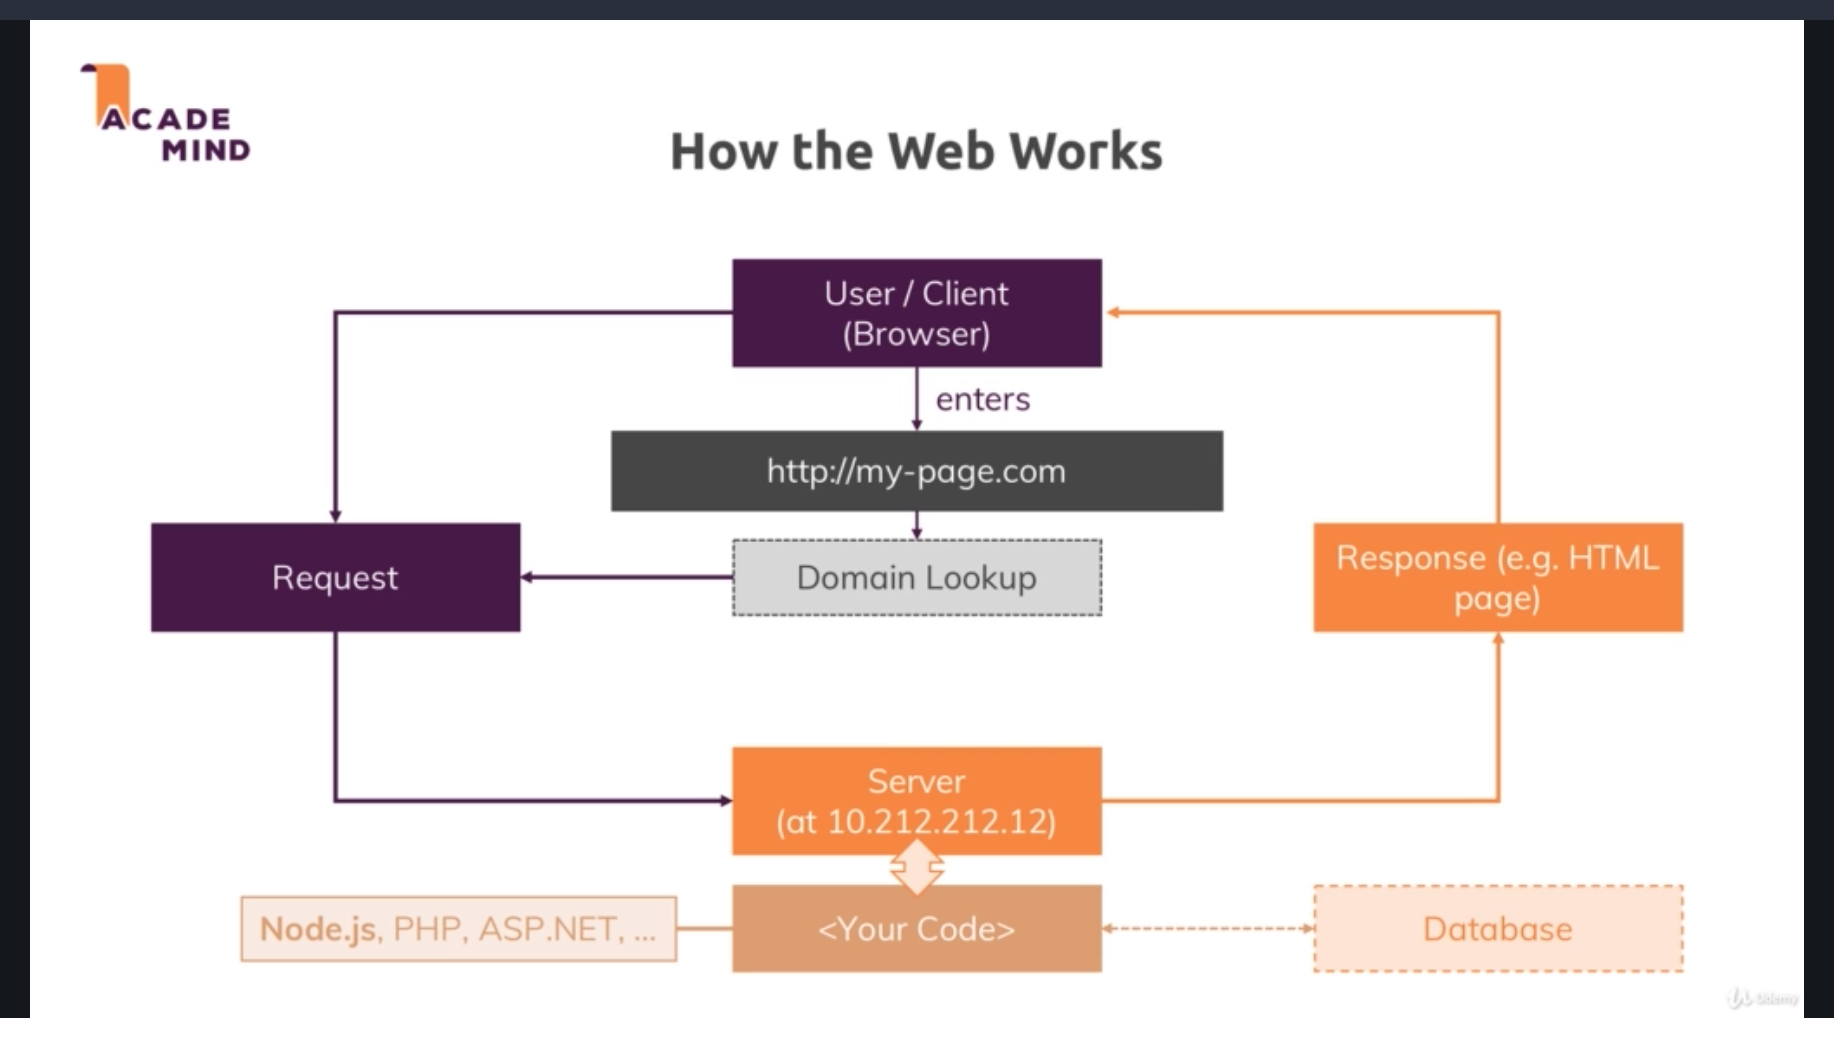 ACADE
MIND
How the Web Works
User / Client
(Browser)
enters
http://my-page.com
Request
Domain Lookup
Response (e.g. HTML
page)
Server
(at 10.212.212.12)
Node.js, PHP, ASP.NET, ...
<Your Code>
Database
Udemy